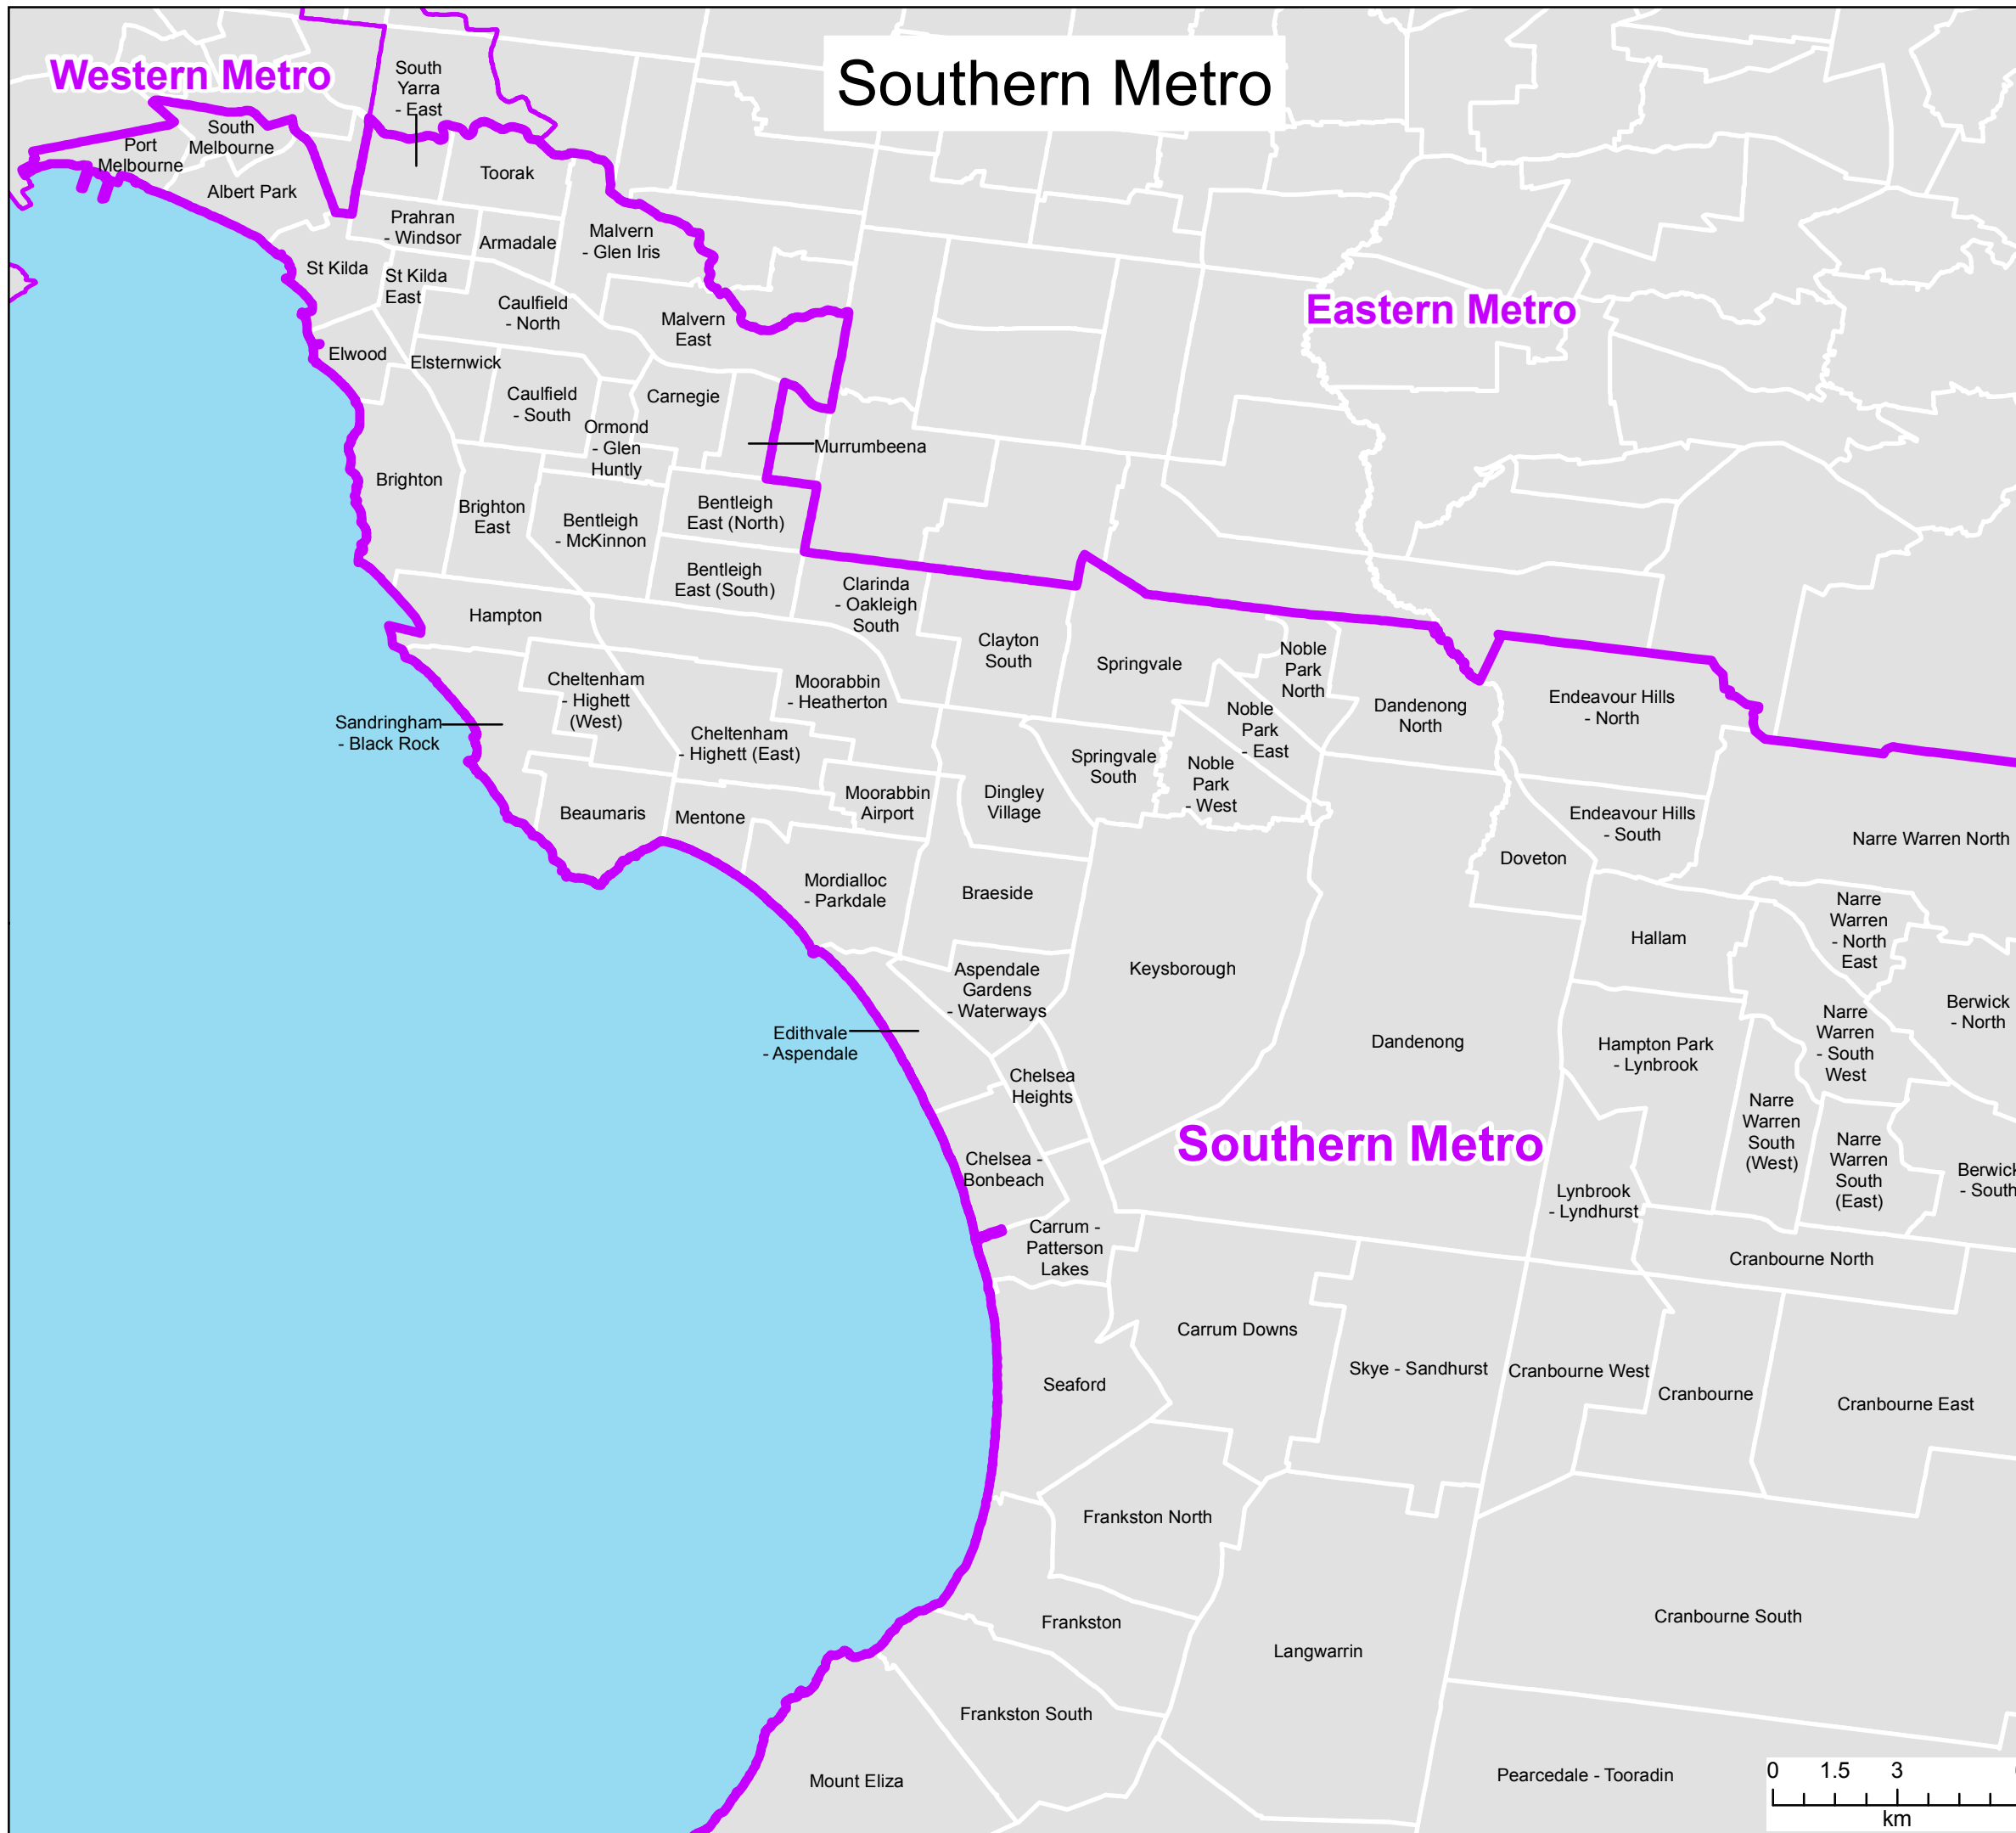 Southern Metro
Western Metro
South
Yarra
- East
Port
Melbourne
South
Melbourne
Albert Park
Toorak
Prahran
- Windsor
Armadale
Malvern
- Glen Iris
St Kilda
St Kilda
East
Caulfield
- North
Malvern
East
Eastern Metro
Elwood
Elsternwick
Caulfield
- South
Carnegie
Ormond
- Glen
Huntly
Murrumbeena
Brighton
Brighton
East
Bentleigh
- McKinnon
Bentleigh
East (North)
Bentleigh
East (South)
Clarinda
- Oakleigh
South
Hampton
Clayton
South
Springvale
Noble
Park
North
Cheltenham
- Highett
(West)
Moorabbin
- Heatherton
Dandenong
North
Endeavour Hills
- North
Sandringham
- Black Rock
Cheltenham
- Highett (East)
Noble
Park
- East
Springvale
South
Noble
Park
- West
Beaumaris
Mentone
Moorabbin
Airport
Dingley
Village
Endeavour Hills
- South
Narre Warren North
Doveton
Mordialloc
- Parkdale
Braeside
Hallam
Narre
Warren
- North
East
Keysborough
Aspendale
Gardens
- Waterways
Edithvale
- Aspendale
Berwick
- North
Dandenong
Hampton Park
- Lynbrook
Narre
Warren
- South
West
Chelsea
Heights
Narre
Warren
South
(West)
Southern Metro
Chelsea -
Bonbeach
Narre
Warren
South
(East)
Berwick
- South
Lynbrook
- Lyndhurst
Carrum -
Patterson
Lakes
Cranbourne North
Carrum Downs
Seaford
Skye - Sandhurst
Cranbourne West
Cranbourne
Cranbourne East
Frankston North
Frankston
Langwarrin
Cranbourne South
Frankston South
Mount Eliza
Pearcedale - Tooradin
0 1.5 3
km